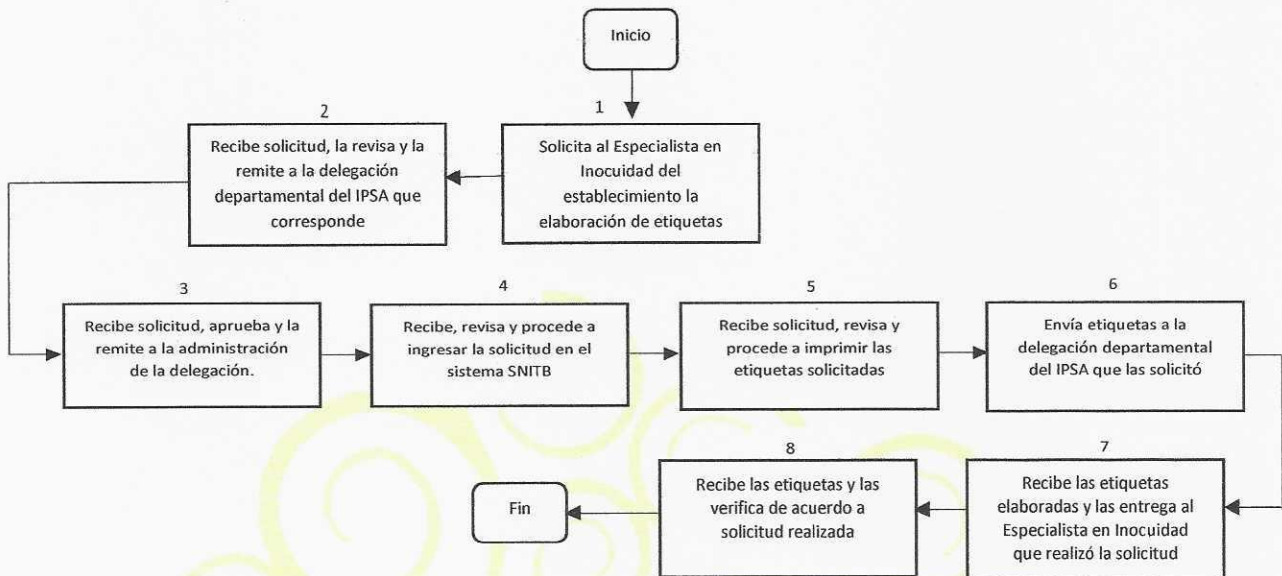 Inicio
1
Solicita al Especialista en
Inocuidad del
establecimiento la
elaboración de etiquetas
2
Recibe solicitud, la revisa y la
remite a la delegación
departamental del IPSA que
corresponde
3
Recibe solicitud, aprueba y la
remite a la administración
de la delegación.
4
Recibe, revisa y procede a
ingresar la solicitud en el
sistema SNITB
5
Recibe solicitud, revisa y
procede a imprimir las
etiquetas solicitadas
6
Envía etiquetas a la
delegación departamental
del IPSA que las solicitó
7
Recibe las etiquetas
elaboradas y las entrega al
Especialista en Inocuidad
que realizó la solicitud
8
Recibe las etiquetas y las
verifica de acuerdo a
solicitud realizada
Fin